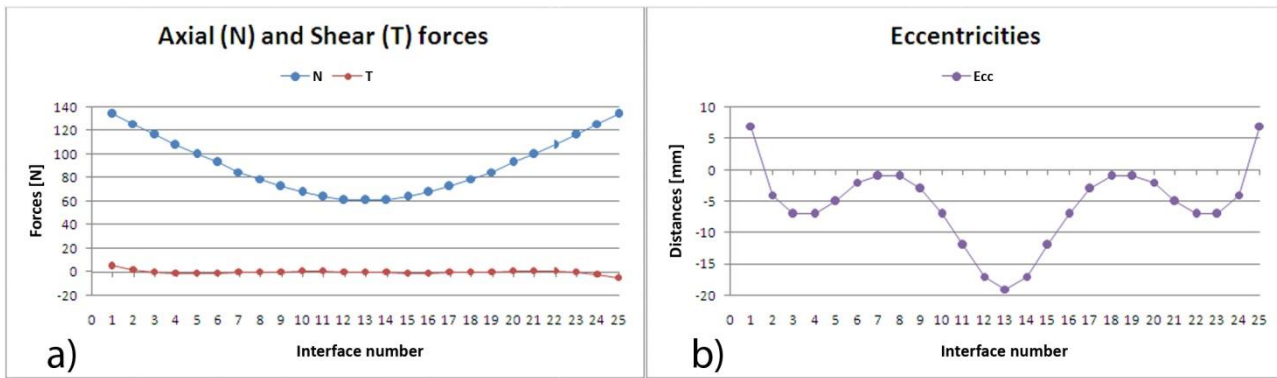 Axial (N) and Shear (T) forces
N T
140
120
100
80
60
40
20
0
-20
Forces [N]
0 1 2 3 4 5 6 7 8 9 10 11 12 13 14 15 16 17 18 19 20 21 22 23 24 25
Interface number
a)
Eccentricities
Ecc
10
5
0
-5
-10
-15
-20
Distances [mm]
0 1 2 3 4 5 6 7 8 9 10 11 12 13 14 15 16 17 18 19 20 21 22 23 24 25
Interface number
b)